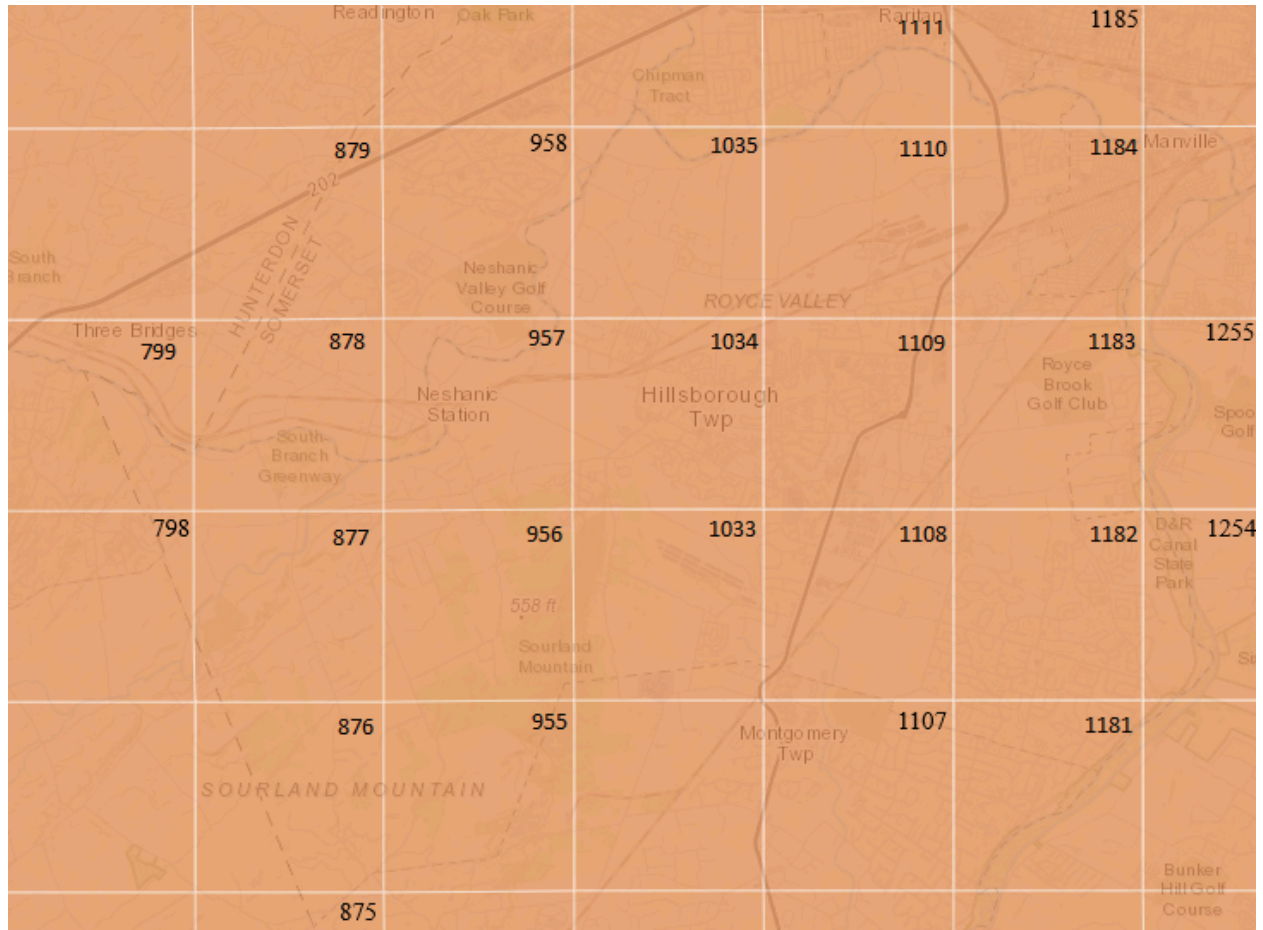 Readington
Oak Park
Raritan
1111
1185
Chipman
Tract
879
958
1035
1110
1184
Manville
202
HUNTERDON
SOMERSET
South
Branch
Neshanic
Valley Golf
Course
ROYCE VALLEY
Three Bridges
799
878
957
1034
1109
1183
1255
Royce
Brook
Golf Club
Neshanic
Station
Hillsborough
Twp
Spoo
Golf
South
Branch
Greenway
798
877
956
1033
1108
1182
1254
D&R
Canal
State
Park
558 ft
Sourland
Mountain
876
955
1107
1181
Montgomery
Twp
SOURLAND MOUNTAIN
Bunker
Hill Golf
Course
875